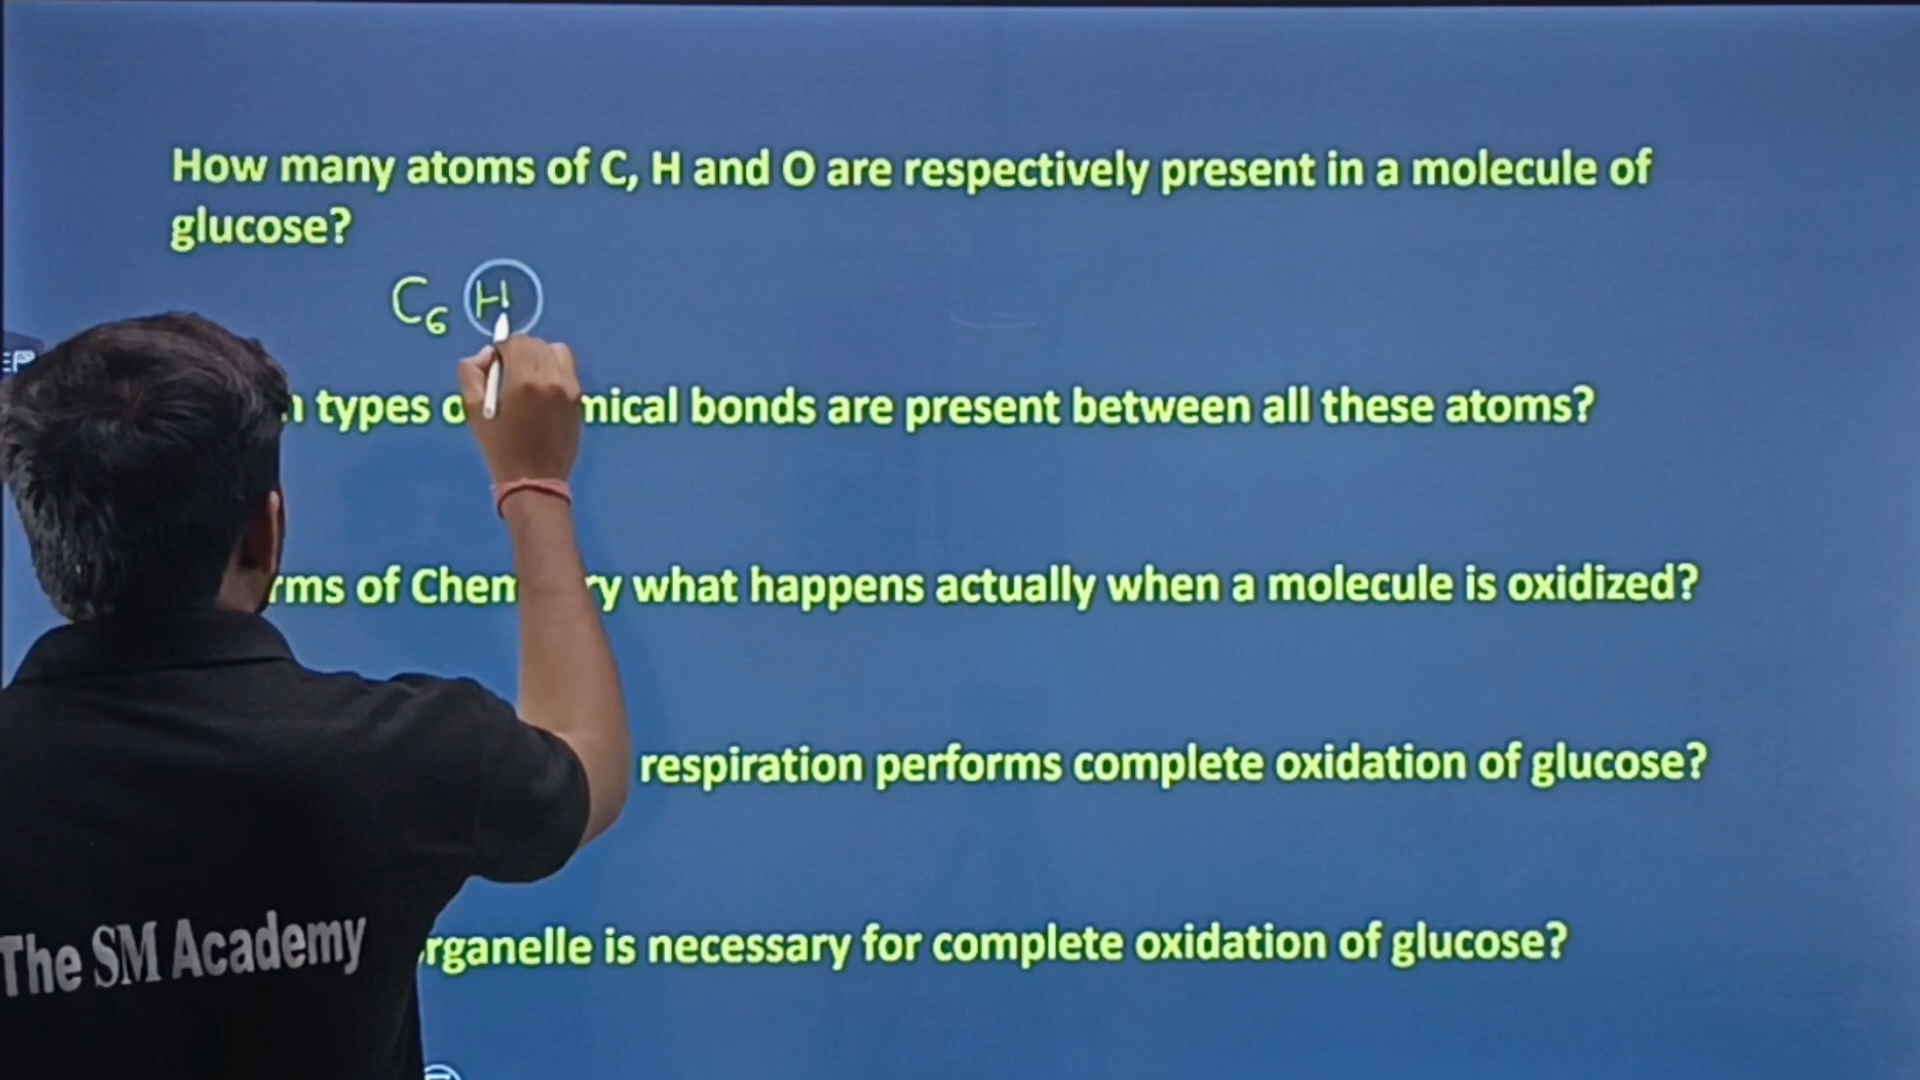 How many atoms of C, H and O are respectively present in a molecule of
glucose?
C6 H
types mical bonds are present between all these atoms?
rms of Chem ry what happens actually when a molecule is oxidized?
respiration performs complete oxidation of glucose?
rganelle is necessary for complete oxidation of glucose?
The SM Academy